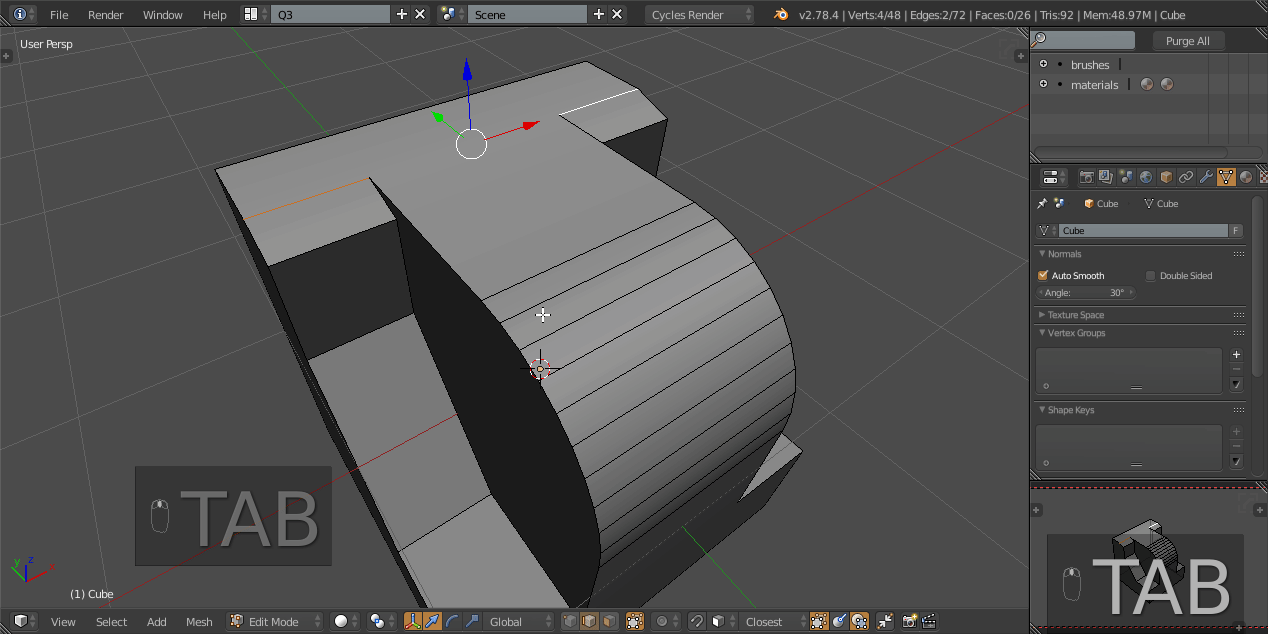 File Render Window Help Q3 Scene Cycles Render v2.78.4 | Verts:4/48 | Edges:2/72 | Faces:0/26 | Tris:92 | Mem:48.97M | Cube
User Persp
Purge All
brushes
materials
Cube Cube
Cube F
Normals
Auto Smooth Double Sided
Angle: 30°
Texture Space
Vertex Groups
Shape Keys
TAB
TAB
z
y
x
(1) Cube
View Select Add Mesh Edit Mode Global Closest